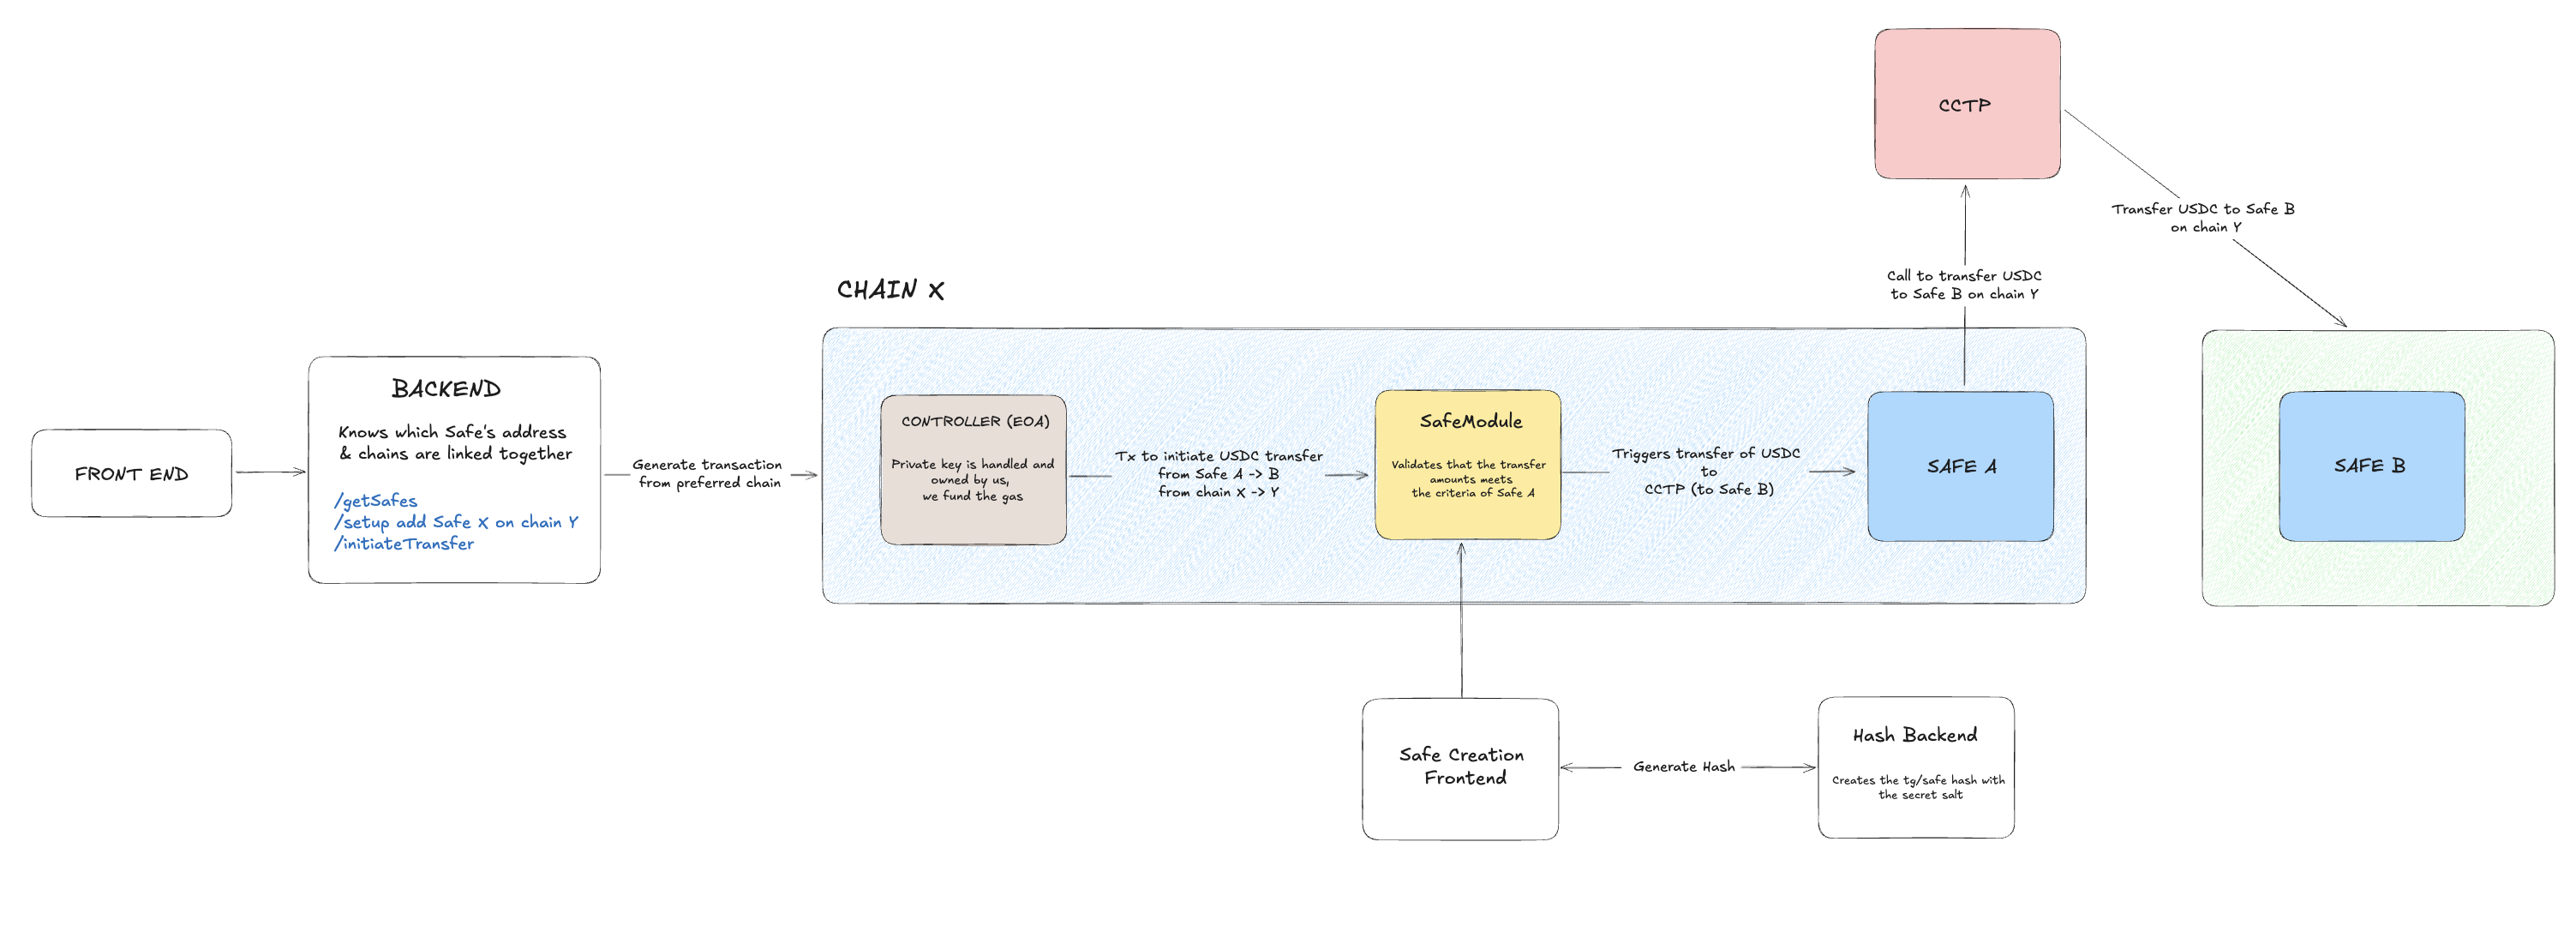 CCTP
Transfer USDC to Safe B
on chain Y
Call to transfer USDC
to Safe B on chain Y
CHAIN X
FRONT END
BACKEND
Knows which Safe's address
& chains are linked together
/getSafes
/setup add Safe X on chain Y
/initiateTransfer
Generate transaction
from preferred chain
CONTROLLER (EOA)
Private key is handled and
owned by us,
we fund the gas
Tx to initiate USDC transfer
from Safe A -> B
from chain X -> Y
SafeModule
Validates that the transfer
amounts meets
the criteria of Safe A
Triggers transfer of USDC
to
CCTP (to Safe B)
SAFE A
SAFE B
Safe Creation
Frontend
Generate Hash
Hash Backend
Creates the tg/safe hash with
the secret salt